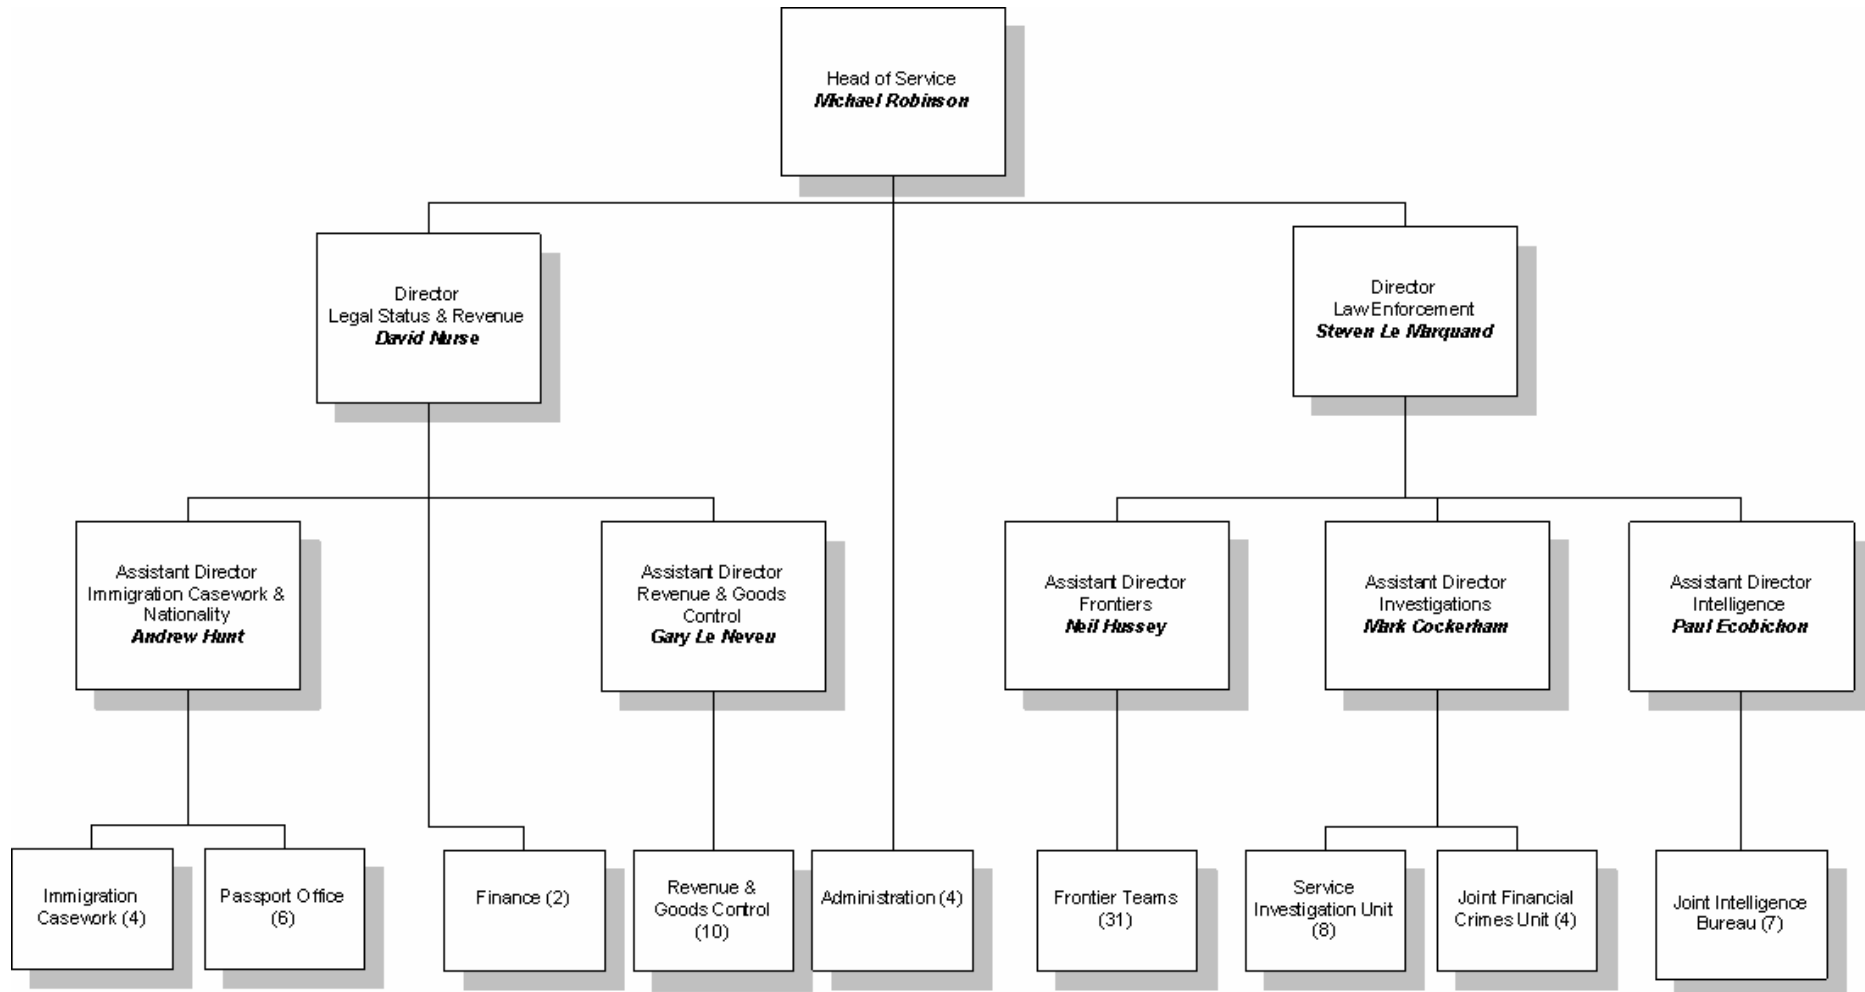 Head of Service
Michael Robinson
Director
Legal Status & Revenue
David Nurse
Director
Law Enforcement
Steven Le Marquand
Assistant Director
Immigration Casework &
Nationality
Andrew Hunt
Assistant Director
Revenue & Goods
Control
Gary Le Neveu
Assistant Director
Frontiers
Neil Hussey
Assistant Director
Investigations
Mark Cockerham
Assistant Director
Intelligence
Paul Ecobichon
Immigration
Casework (4)
Passport Office
(6)
Finance (2)
Revenue &
Goods Control
(10)
Administration (4)
Frontier Teams
(31)
Service
Investigation Unit
(8)
Joint Financial
Crimes Unit (4)
Joint Intelligence
Bureau (7)